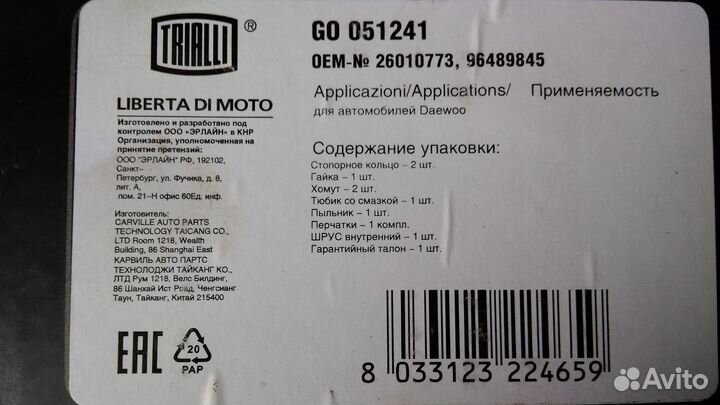 TRIALLI ®
LIBERTA DI MOTO
Изготовлено и разработано под
контролем ООО «ЭРЛАЙН» в КНР
Организация, уполномоченная на
принятие претензий:
ООО "ЭРЛАЙН" РФ, 192102,
Санкт-
Петербург, ул. Фучика, д. 8,
лит. А,
пом. 21-Н офис 60Ед. инф.
Изготовитель:
CARVILLE AUTO PARTS
TECHNOLOGY TAICANG CO.,
LTD Room 1218, Wealth
Building, 86 Shanghai East
КАРВИЛЬ АВТО ПАРТС
ТЕХНОЛОДЖИ ТАЙКАНГ КО.,
ЛТД Рум 1218, Велс Билдинг,
86 Шанхай Ист Роад, Ченгсианг
Таун, Тайканг, Китай 215400
EAC
20
PAP
GO 051241
OEM-№ 26010773, 96489845
Applicazioni/Applications/ Применяемость
для автомобилей Daewoo
Содержание упаковки:
Стопорное кольцо – 2 шт.
Гайка – 1 шт.
Хомут – 2 шт.
Тюбик со смазкой – 1 шт.
Пыльник – 1 шт.
Перчатки – 1 компл.
ШРУС внутренний – 1 шт.
Гарантийный талон – 1 шт.
8 033123 224659
Avito